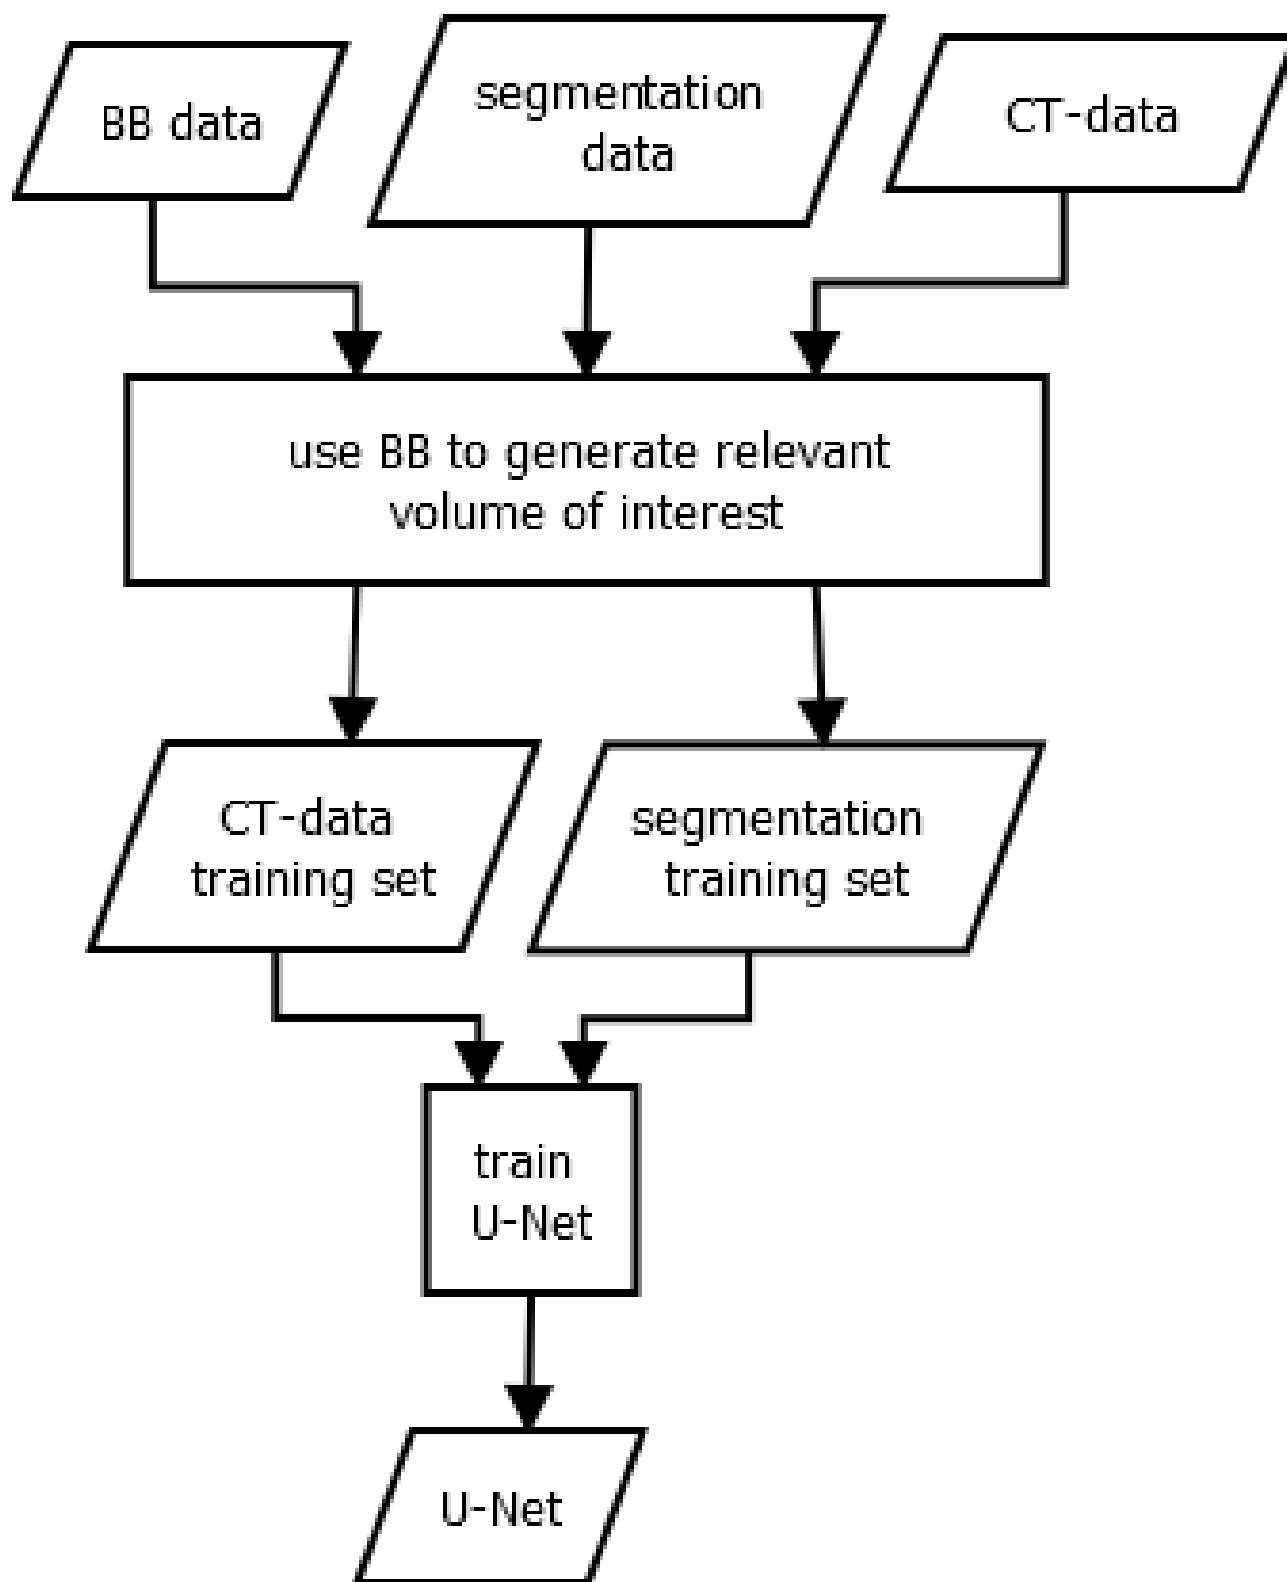 BB data
segmentation
data
CT-data
use BB to generate relevant
volume of interest
CT-data
training set
segmentation
training set
train
U-Net
U-Net